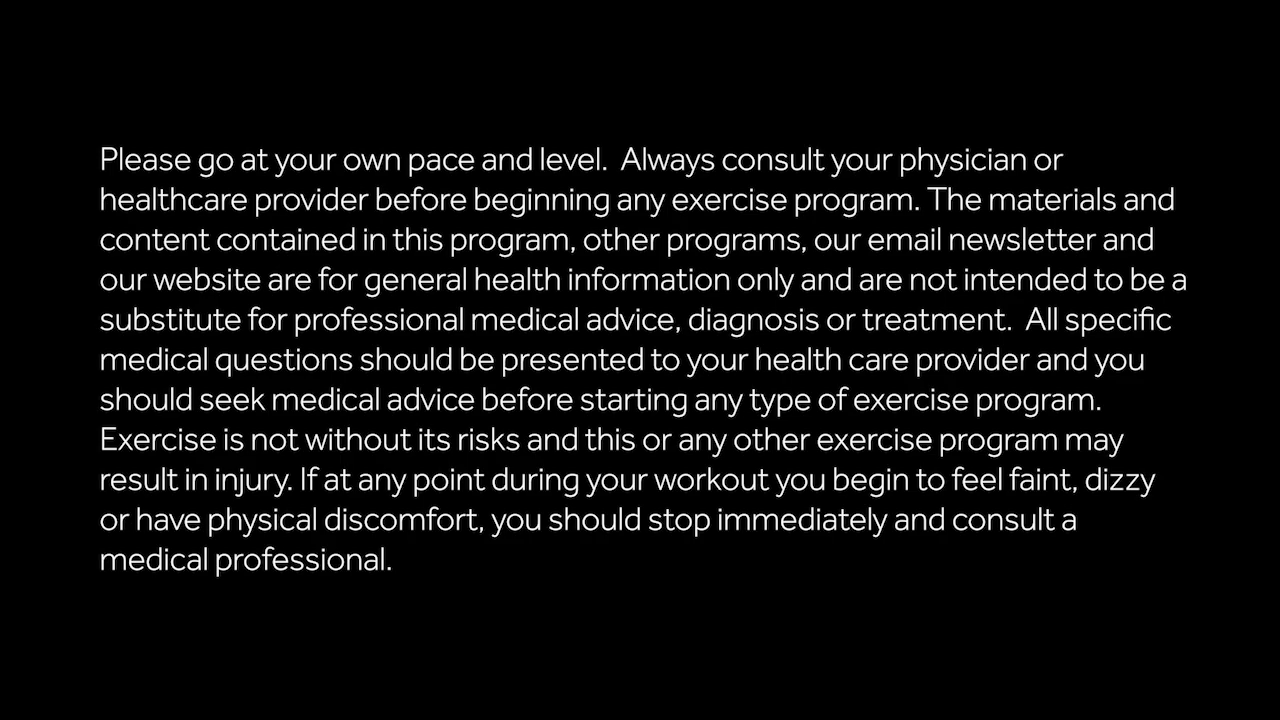 Please go at your own pace and level.  Always consult your physician or
healthcare provider before beginning any exercise program. The materials and
content contained in this program, other programs, our email newsletter and
our website are for general health information only and are not intended to be a
substitute for professional medical advice, diagnosis or treatment.  All specific
medical questions should be presented to your health care provider and you
should seek medical advice before starting any type of exercise program.
Exercise is not without its risks and this or any other exercise program may
result in injury. If at any point during your workout you begin to feel faint, dizzy
or have physical discomfort, you should stop immediately and consult a
medical professional.